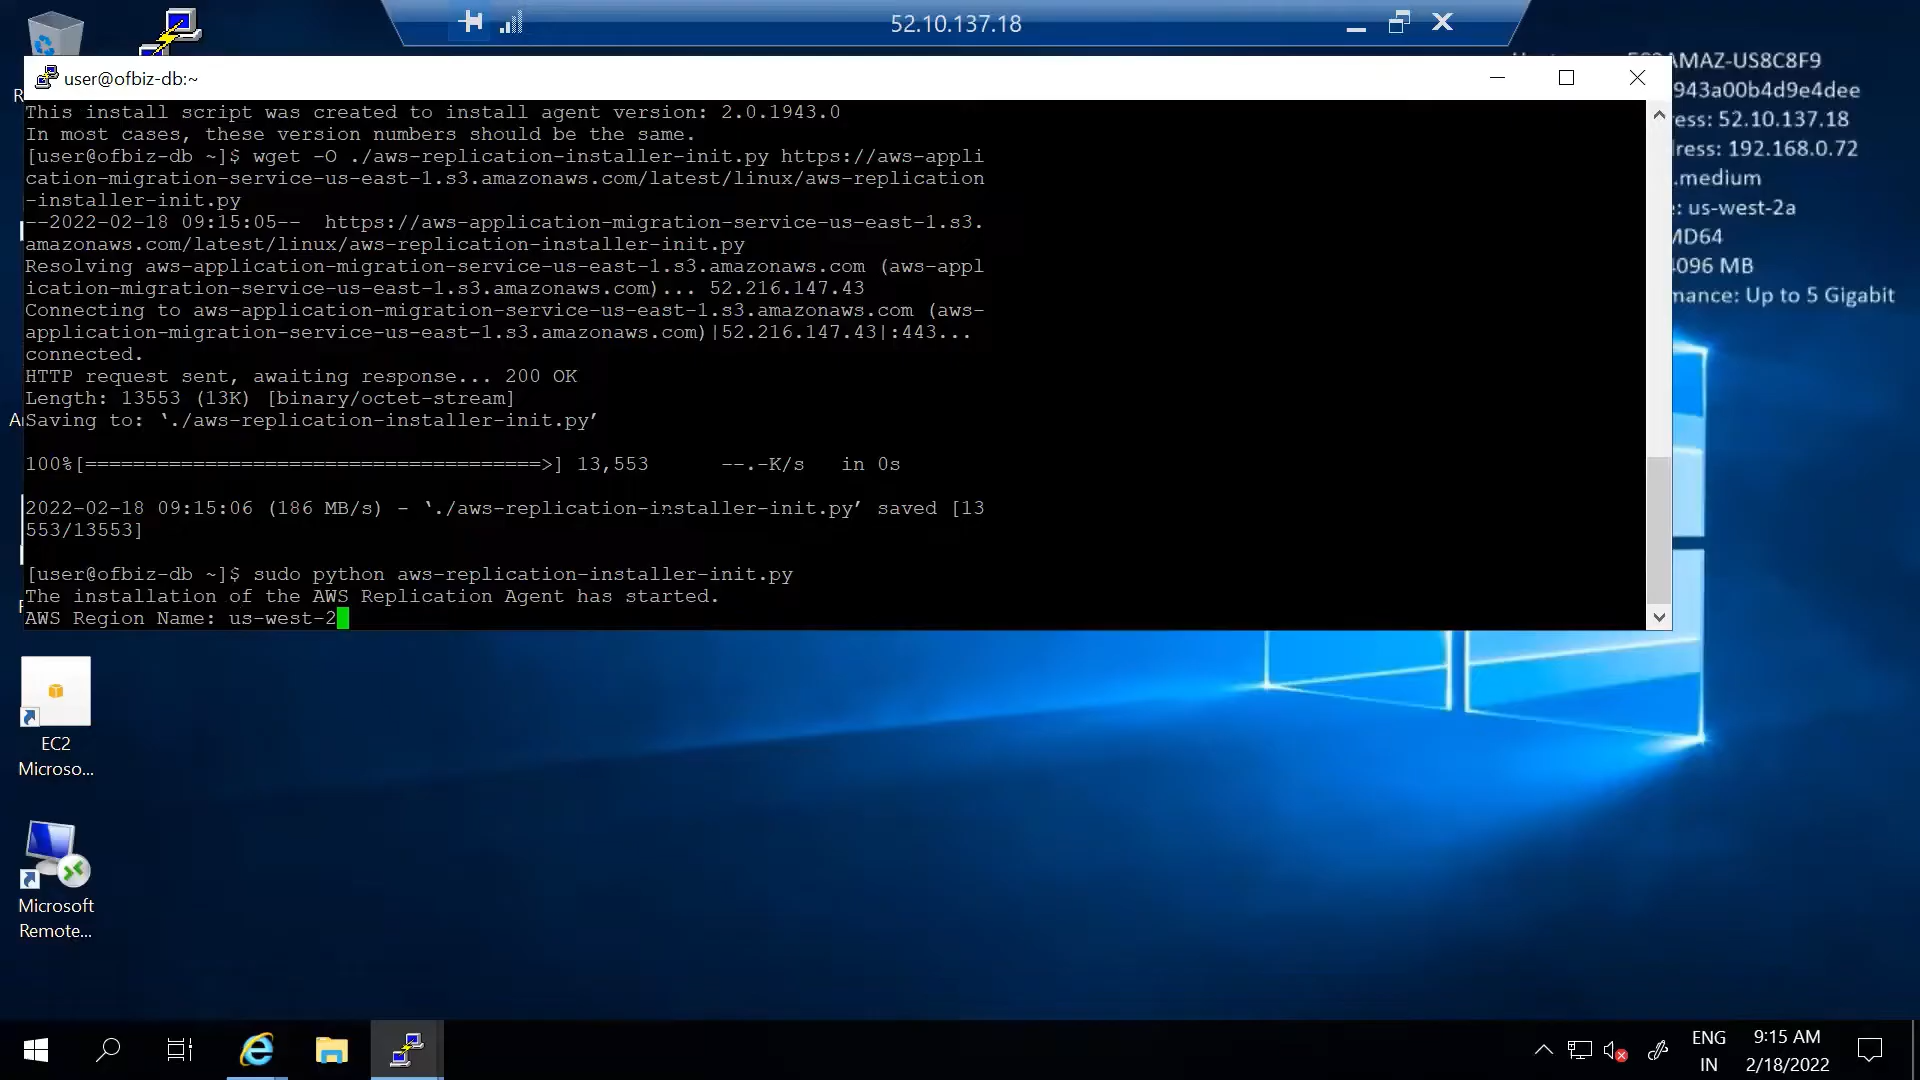 52.10.137.18
user@ofbiz-db:~
This install script was created to install agent version: 2.0.1943.0
In most cases, these version numbers should be the same.
[user@ofbiz-db ~]$ wget -O ./aws-replication-installer-init.py https://aws-appli
cation-migration-service-us-east-1.s3.amazonaws.com/latest/linux/aws-replication
-installer-init.py
--2022-02-18 09:15:05--  https://aws-application-migration-service-us-east-1.s3.
amazonaws.com/latest/linux/aws-replication-installer-init.py
Resolving aws-application-migration-service-us-east-1.s3.amazonaws.com (aws-appl
ication-migration-service-us-east-1.s3.amazonaws.com)... 52.216.147.43
Connecting to aws-application-migration-service-us-east-1.s3.amazonaws.com (aws-
application-migration-service-us-east-1.s3.amazonaws.com)|52.216.147.43|:443...
connected.
HTTP request sent, awaiting response... 200 OK
Length: 13553 (13K) [binary/octet-stream]
Saving to: ‘./aws-replication-installer-init.py’
100%[======================================>] 13,553      --.-K/s   in 0s
2022-02-18 09:15:06 (186 MB/s) - ‘./aws-replication-installer-init.py’ saved [13
553/13553]
[user@ofbiz-db ~]$ sudo python aws-replication-installer-init.py
The installation of the AWS Replication Agent has started.
AWS Region Name: us-west-2
AMAZ-US8C8F9
943a00b4d9e4dee
ess: 52.10.137.18
ress: 192.168.0.72
.medium
: us-west-2a
MD64
4096 MB
mance: Up to 5 Gigabit
EC2
Microso...
Microsoft
Remote...
ENG
IN
9:15 AM
2/18/2022